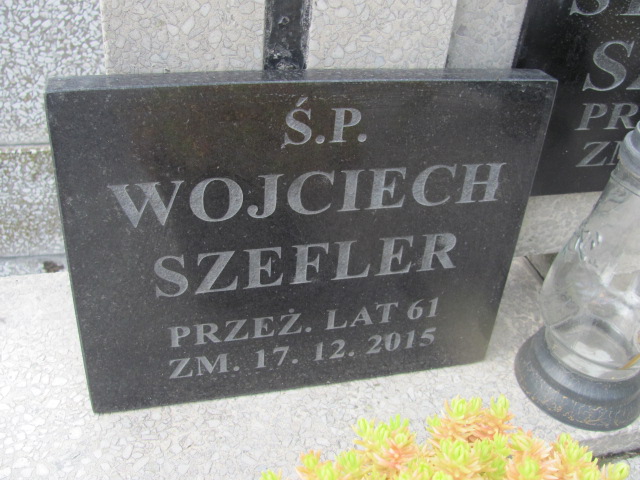 Ś.P.
WOJCIECH
SZEFLER
PRZEŻ. LAT 61
ZM. 17. 12. 2015